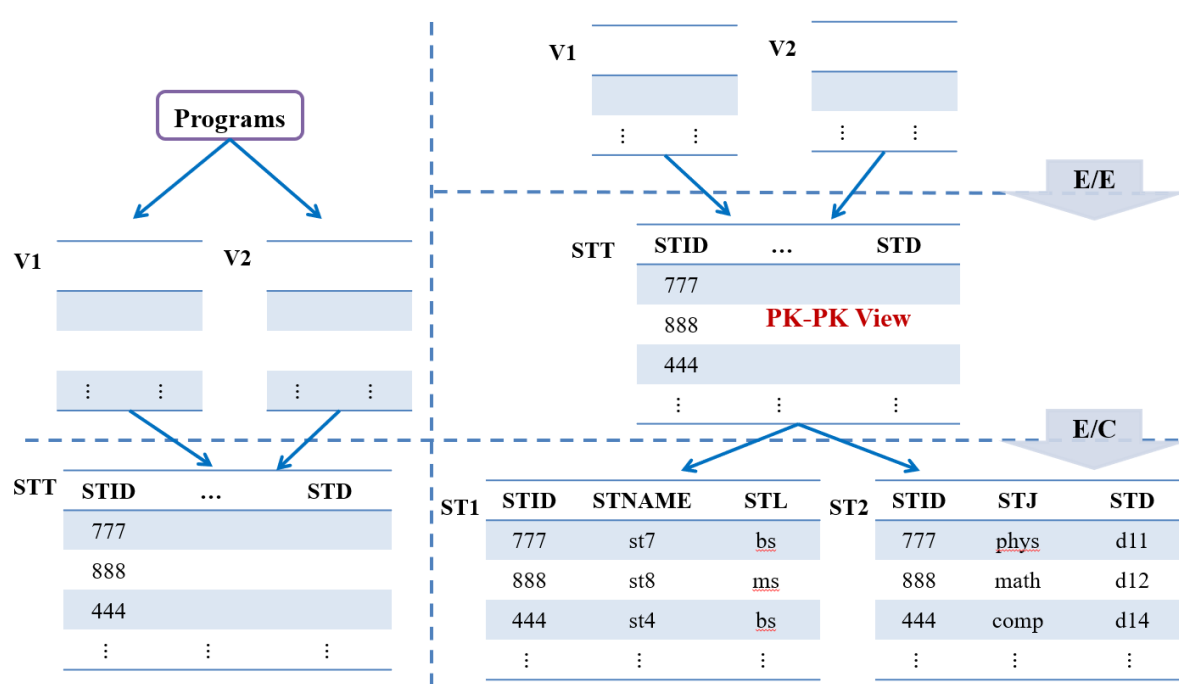 Programs
V1
V2
⋮ ⋮
⋮ ⋮
STT
STID … STD
777
888
444
⋮ ⋮ ⋮
V1
V2
⋮ ⋮
⋮ ⋮
E/E
STT
STID … STD
777
888
444
PK-PK View
⋮ ⋮ ⋮
E/C
ST1
STID STNAME STL
777 st7 bs
888 st8 ms
444 st4 bs
⋮ ⋮ ⋮
ST2
STID STJ STD
777 phys d11
888 math d12
444 comp d14
⋮ ⋮ ⋮